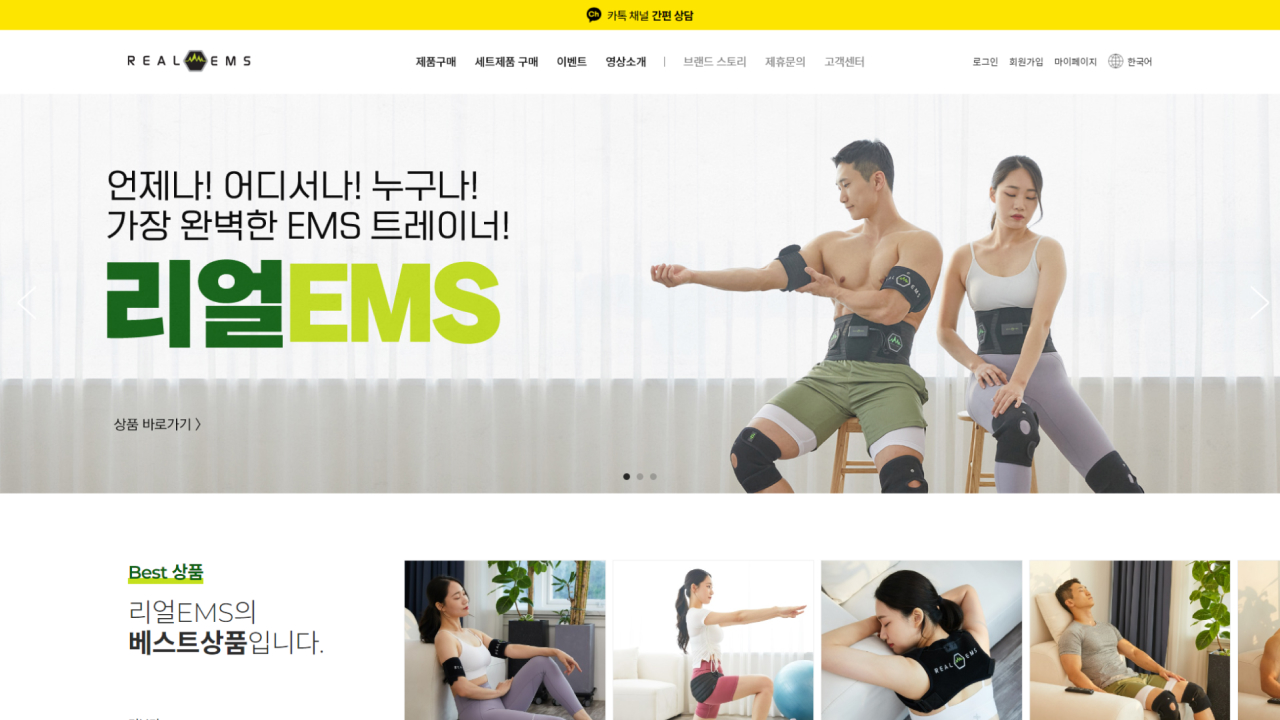 Ch 카톡 채널 간편 상담
REAL EMS
제품구매 세트제품 구매 이벤트 영상소개 | 브랜드 스토리 제휴문의 고객센터
로그인 회원가입 마이페이지 한국어
언제나! 어디서나! 누구나!
가장 완벽한 EMS 트레이너!
리얼EMS
상품 바로가기 〉
Best 상품
리얼EMS의
베스트상품입니다.
REAL EMS